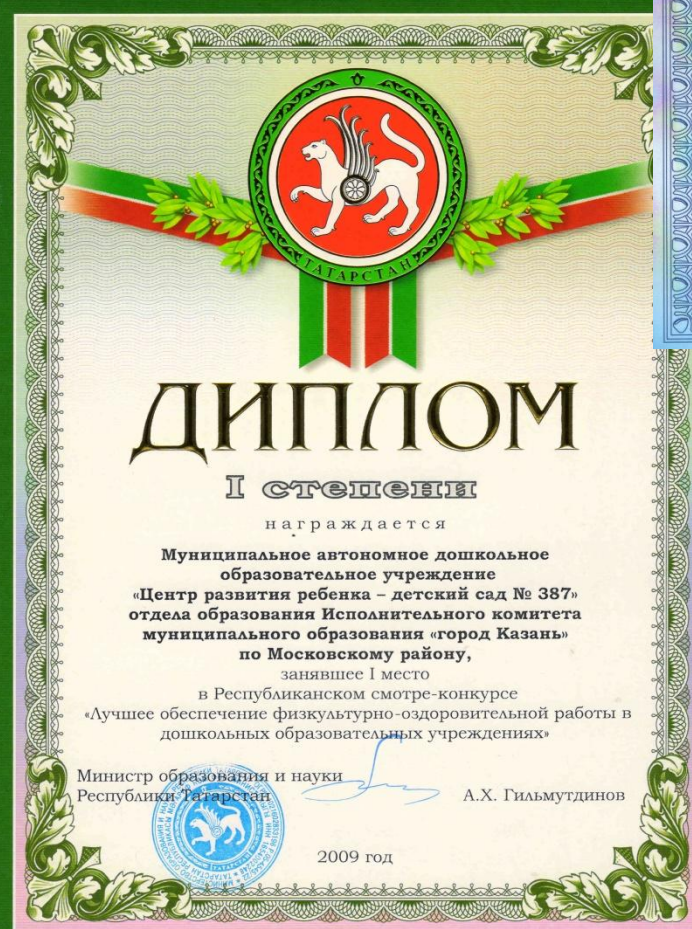 ТАТАРСТАН
ДИПЛОМ
I степени
награждается
Муниципальное автономное дошкольное
образовательное учреждение
«Центр развития ребенка – детский сад № 387»
отдела образования Исполнительного комитета
муниципального образования «город Казань»
по Московскому району,
занявшее I место
в Республиканском смотре-конкурсе
«Лучшее обеспечение физкультурно-оздоровительной работы в
дошкольных образовательных учреждениях»
Министр образования и науки
Республики Татарстан
А.Х. Гильмутдинов
2009 год